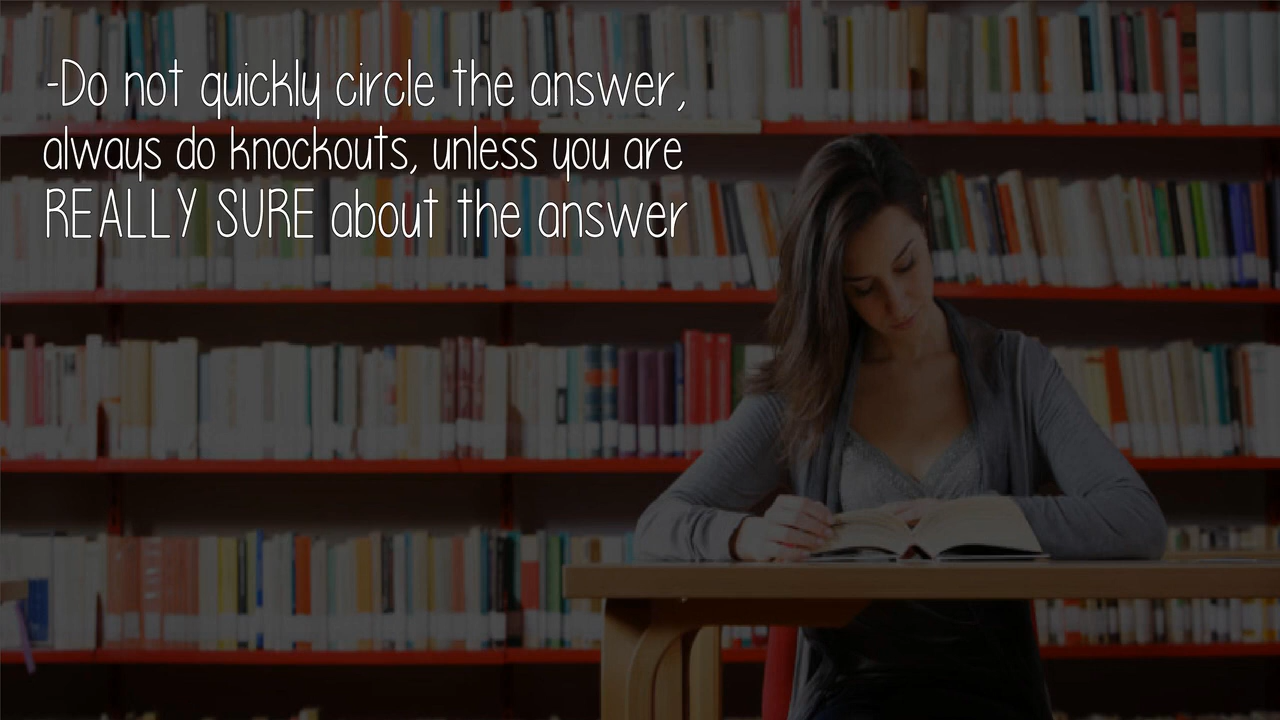 -Do not quickly circle the answer,
always do knockouts, unless you are
REALLY SURE about the answer